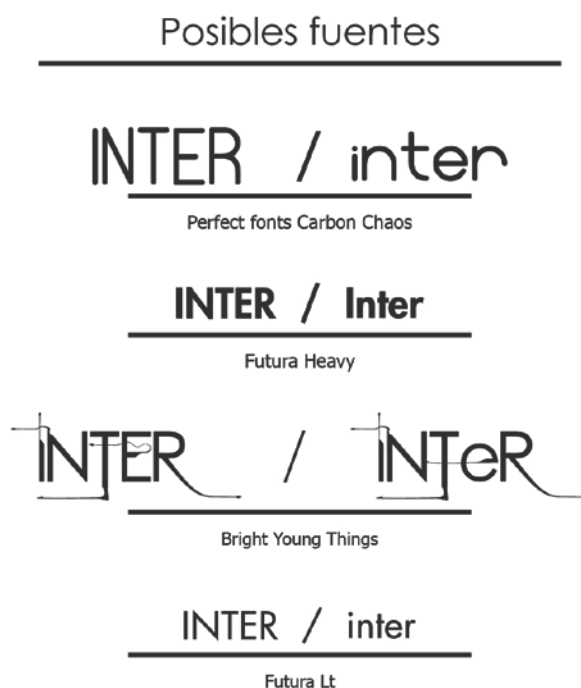 Posibles fuentes
INTER / inter
Perfect fonts Carbon Chaos
INTER / Inter
Futura Heavy
INTER / INTeR
Bright Young Things
INTER / inter
Futura Lt